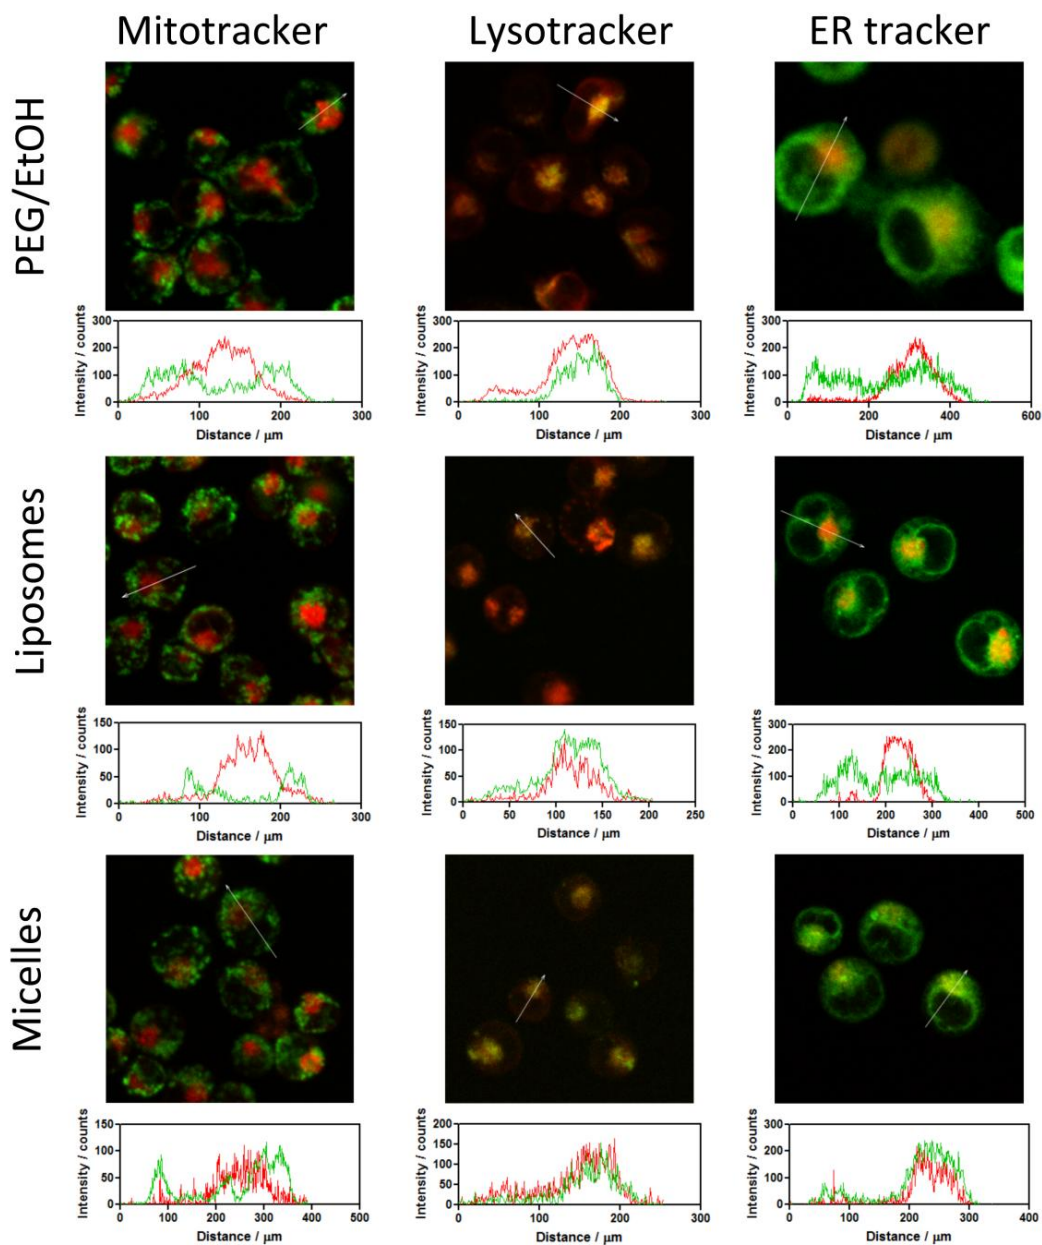 Mitotracker Lysotracker ER tracker
PEG/EtOH
Intensity / counts
300
200
100
0
0 100 200 300
Distance / µm
Intensity / counts
300
200
100
0
0 100 200 300
Distance / µm
Intensity / counts
300
200
100
0
0 200 400 600
Distance / µm
Liposomes
Intensity / counts
150
100
50
0
0 100 200 300
Distance / µm
Intensity / counts
150
100
50
0
0 50 100 150 200 250
Distance / µm
Intensity / counts
300
200
100
0
0 100 200 300 400 500
Distance / µm
Micelles
Intensity / counts
150
100
50
0
0 100 200 300 400 500
Distance / µm
Intensity / counts
200
150
100
50
0
0 100 200 300
Distance / µm
Intensity / counts
300
200
100
0
0 100 200 300 400
Distance / µm